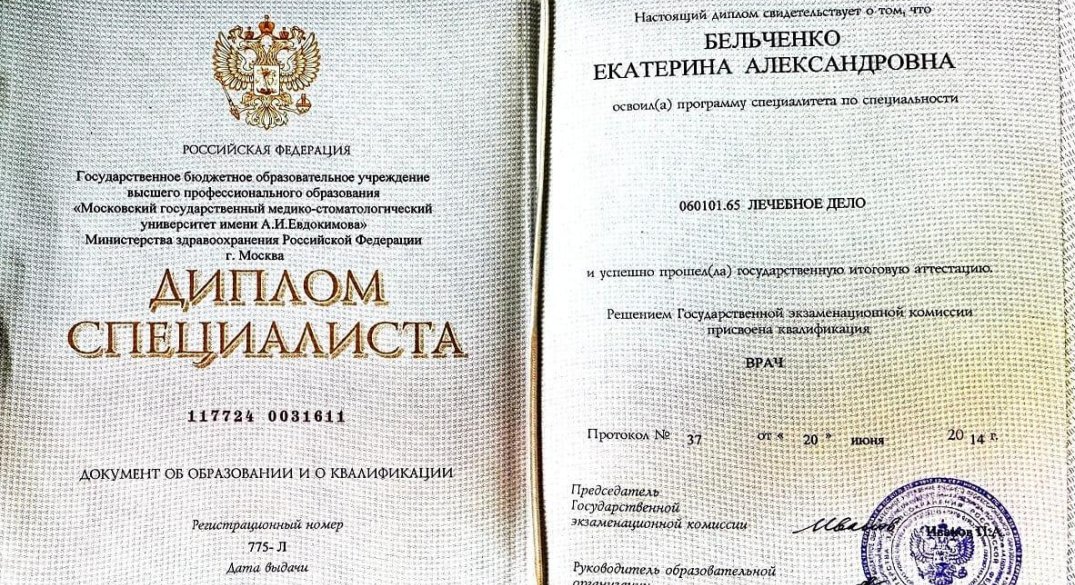 РОССИЙСКАЯ ФЕДЕРАЦИЯ
Государственное бюджетное образовательное учреждение
высшего профессионального образования
«Московский государственный медико-стоматологический
университет имени А.И.Евдокимова»
Министерства здравоохранения Российской Федерации
г. Москва
ДИПЛОМ
СПЕЦИАЛИСТА
117724 0031611
ДОКУМЕНТ ОБ ОБРАЗОВАНИИ И О КВАЛИФИКАЦИИ
Регистрационный номер
775- Л
Дата выдачи
Настоящий диплом свидетельствует о том, что
БЕЛЬЧЕНКО
ЕКАТЕРИНА АЛЕКСАНДРОВНА
освоил(а) программу специалитета по специальности
060101.65 ЛЕЧЕБНОЕ ДЕЛО
и успешно прошел(ла) государственную итоговую аттестацию.
Решением Государственной экзаменационной комиссии
присвоена квалификация
ВРАЧ
Протокол № 37 от « 20 » июня 20 14 г.
Председатель
Государственной
экзаменационной комиссии Иванов П.А.
Руководитель образовательной
организации